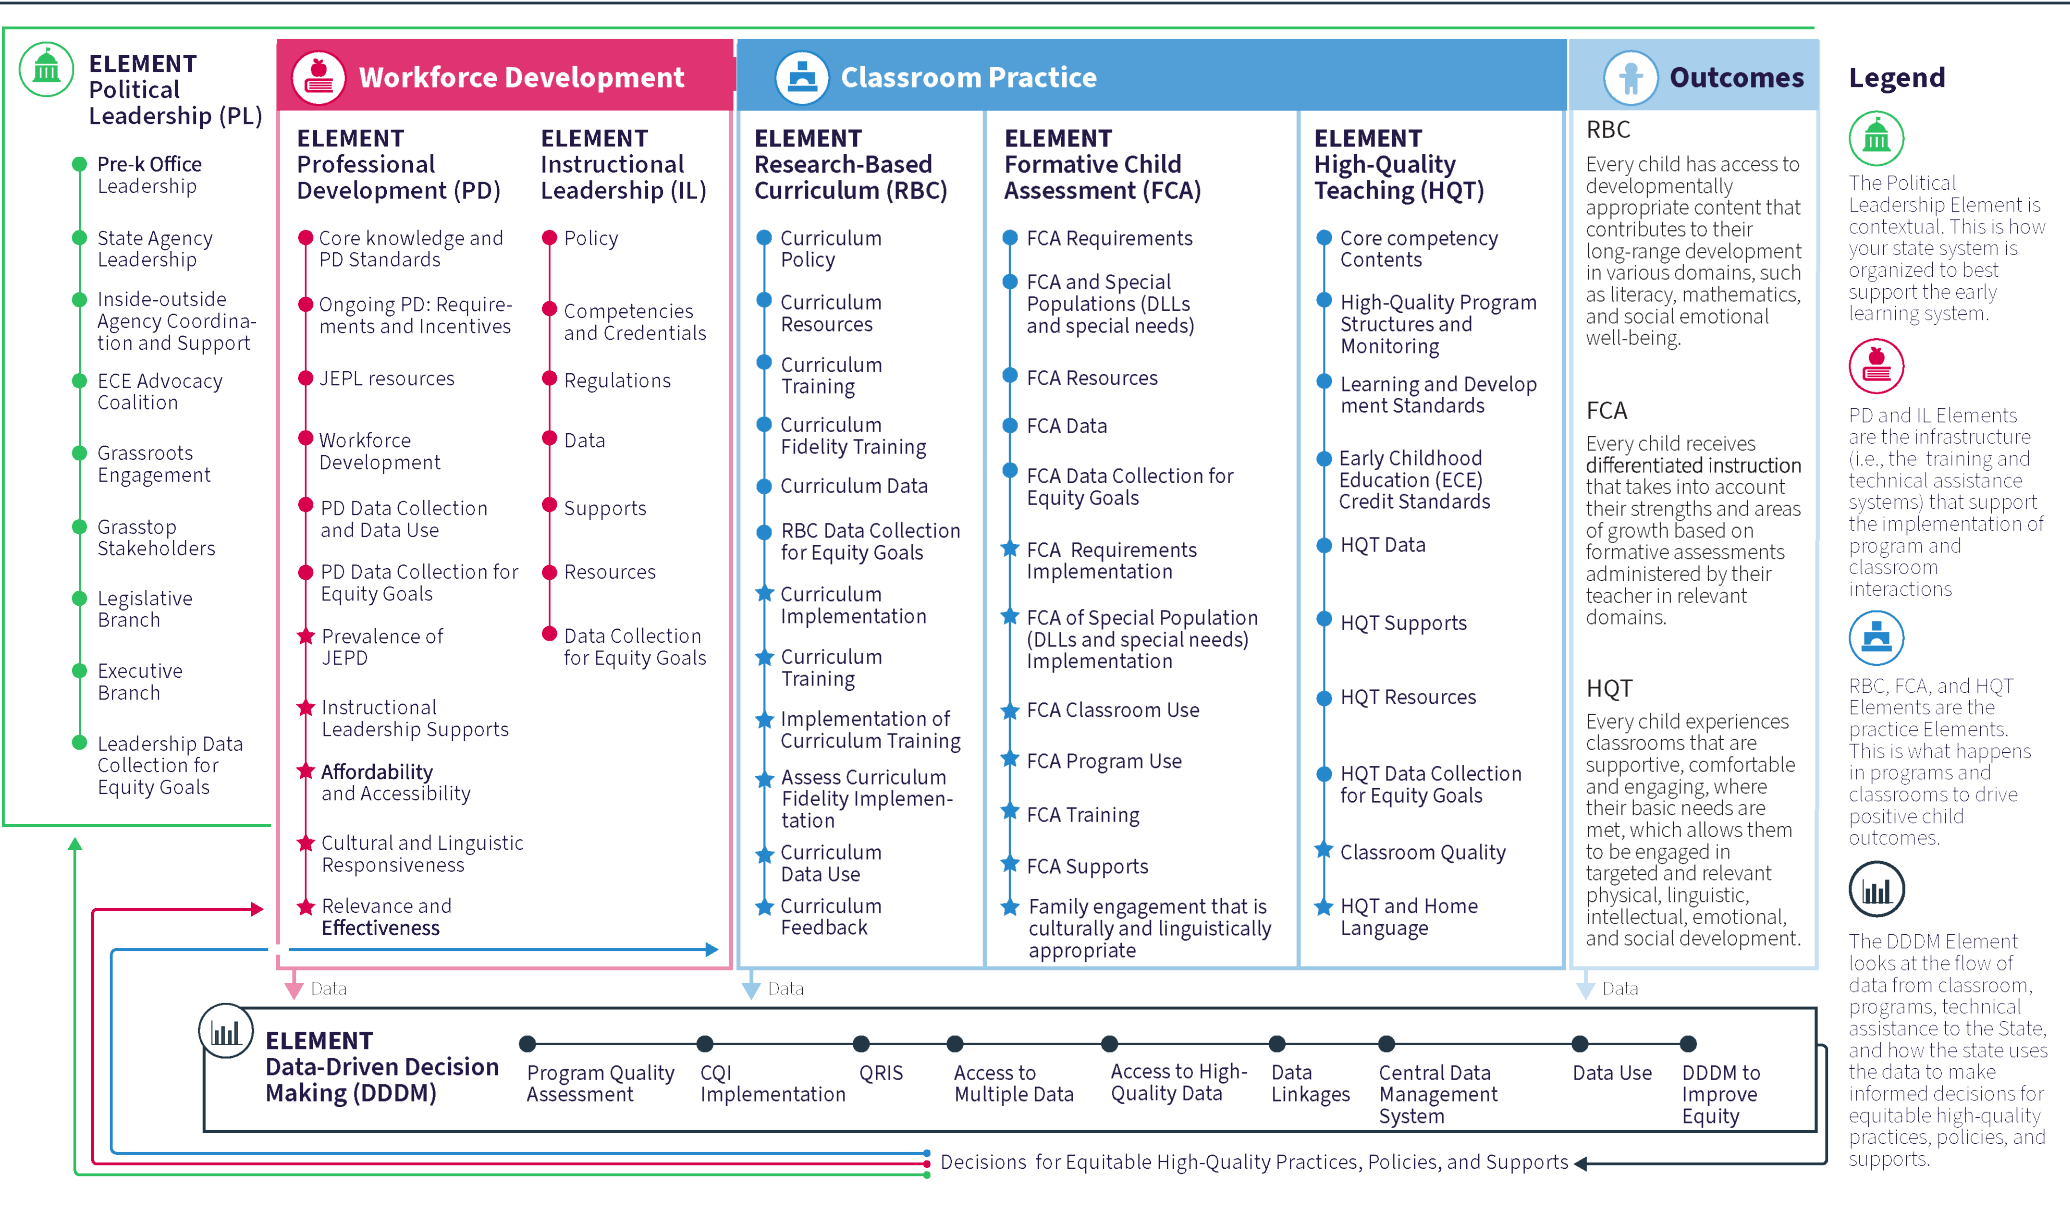 ELEMENT
Political
Leadership (PL)
Pre-k Office
Leadership
State Agency
Leadership
Inside-outside
Agency Coordina-
tion and Support
ECE Advocacy
Coalition
Grassroots
Engagement
Grasstop
Stakeholders
Legislative
Branch
Executive
Branch
Leadership Data
Collection for
Equity Goals
Workforce Development
ELEMENT
Professional
Development (PD)
Core knowledge and
PD Standards
Ongoing PD: Require-
ments and Incentives
JEPL resources
Workforce
Development
PD Data Collection
and Data Use
PD Data Collection for
Equity Goals
Prevalence of
JEPD
Instructional
Leadership Supports
Affordability
and Accessibility
Cultural and Linguistic
Responsiveness
Relevance and
Effectiveness
ELEMENT
Instructional
Leadership (IL)
Policy
Competencies
and Credentials
Regulations
Data
Supports
Resources
Data Collection
for Equity Goals
Classroom Practice
ELEMENT
Research-Based
Curriculum (RBC)
Curriculum
Policy
Curriculum
Resources
Curriculum
Training
Curriculum
Fidelity Training
Curriculum Data
RBC Data Collection
for Equity Goals
Curriculum
Implementation
Curriculum
Training
Implementation of
Curriculum Training
Assess Curriculum
Fidelity Implemen-
tation
Curriculum
Data Use
Curriculum
Feedback
ELEMENT
Formative Child
Assessment (FCA)
FCA Requirements
FCA and Special
Populations (DLLs
and special needs)
FCA Resources
FCA Data
FCA Data Collection for
Equity Goals
FCA  Requirements
Implementation
FCA of Special Population
(DLLs and special needs)
Implementation
FCA Classroom Use
FCA Program Use
FCA Training
FCA Supports
Family engagement that is
culturally and linguistically
appropriate
ELEMENT
High-Quality
Teaching (HQT)
Core competency
Contents
High-Quality Program
Structures and
Monitoring
Learning and Develop
ment Standards
Early Childhood
Education (ECE)
Credit Standards
HQT Data
HQT Supports
HQT Resources
HQT Data Collection
for Equity Goals
Classroom Quality
HQT and Home
Language
Outcomes
RBC
Every child has access to
developmentally
appropriate content that
contributes to their
long-range development
in various domains, such
as literacy, mathematics,
and social emotional
well-being.
FCA
Every child receives
differentiated instruction
that takes into account
their strengths and areas
of growth based on
formative assessments
administered by their
teacher in relevant
domains.
HQT
Every child experiences
classrooms that are
supportive, comfortable
and engaging, where
their basic needs are
met, which allows them
to be engaged in
targeted and relevant
physical, linguistic,
intellectual, emotional,
and social development.
Legend
The Political
Leadership Element is
contextual. This is how
your state system is
organized to best
support the early
learning system.
PD and IL Elements
are the infrastructure
(i.e., the  training and
technical assistance
systems) that support
the implementation of
program and
classroom
interactions
RBC, FCA, and HQT
Elements are the
practice Elements.
This is what happens
in programs and
classrooms to drive
positive child
outcomes.
The DDDM Element
looks at the flow of
data from classroom,
programs, technical
assistance to the State,
and how the state uses
the data to make
informed decisions for
equitable high-quality
practices, policies, and
supports.
Data
Data
Data
ELEMENT
Data-Driven Decision
Making (DDDM)
Program Quality
Assessment
CQI
Implementation
QRIS
Access to
Multiple Data
Access to High-
Quality Data
Data
Linkages
Central Data
Management
System
Data Use
DDDM to
Improve
Equity
Decisions  for Equitable High-Quality Practices, Policies, and Supports